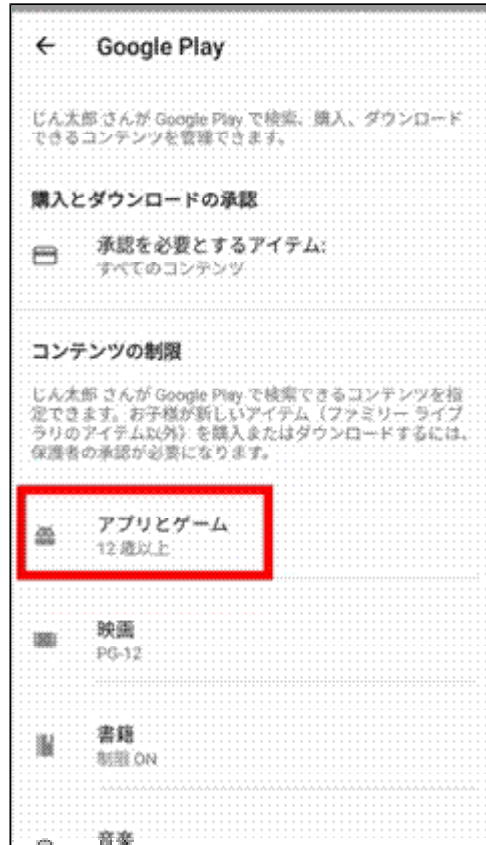 Google Play
じん太郎 さんが Google Play で検索、購入、ダウンロード
できるコンテンツを管理できます。
購入とダウンロードの承認
承認を必要とするアイテム:
すべてのコンテンツ
コンテンツの制限
じん太郎 さんが Google Play で検索できるコンテンツを指
定できます。お子様が新しいアイテム（ファミリー ライブ
ラリのアイテム以外）を購入またはダウンロードするには、
保護者の承認が必要になります。
アプリとゲーム
12 歳以上
映画
PG-12
書籍
制限 ON
音楽